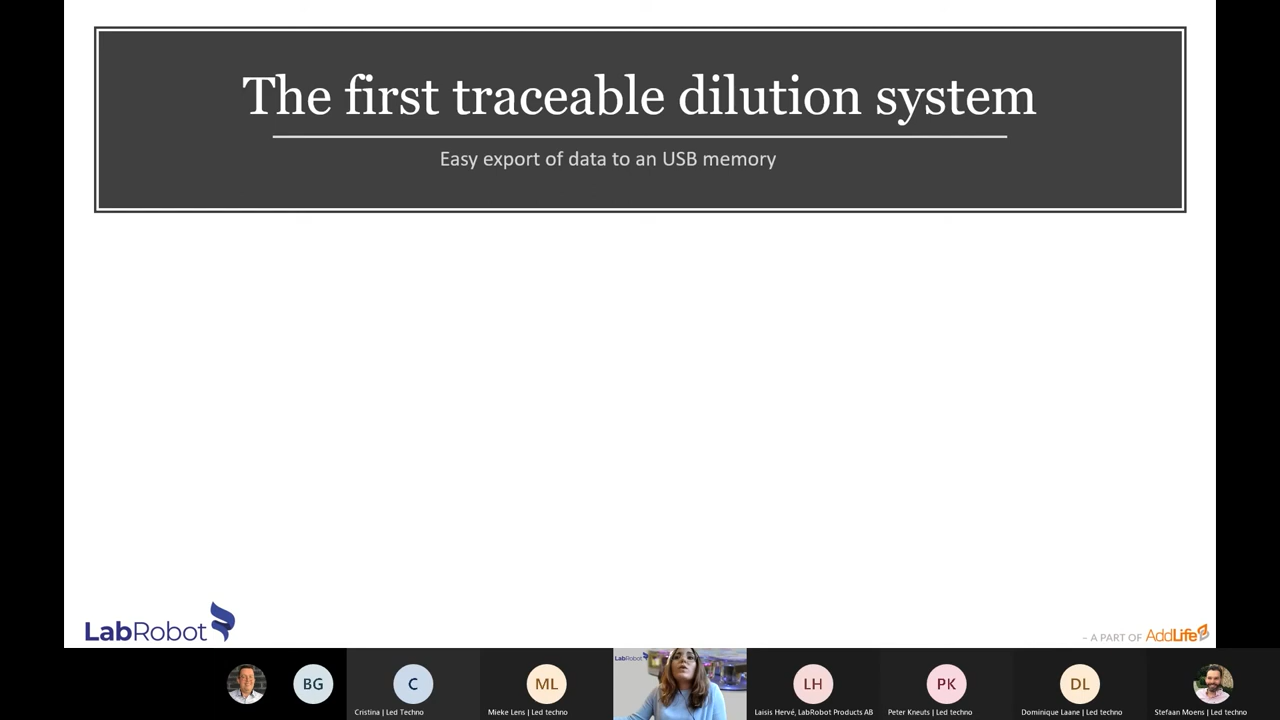 The first traceable dilution system
Easy export of data to an USB memory
LabRobot
– A PART OF AddLife
BG
C
ML
LabRobot
LH
PK
DL
Cristina | Led Techno
Mieke Lens | Led techno
Laisis Hervé, LabRobot Products AB
Peter Kneuts | Led techno
Dominique Laane | Led techno
Stefaan Moens | Led techno